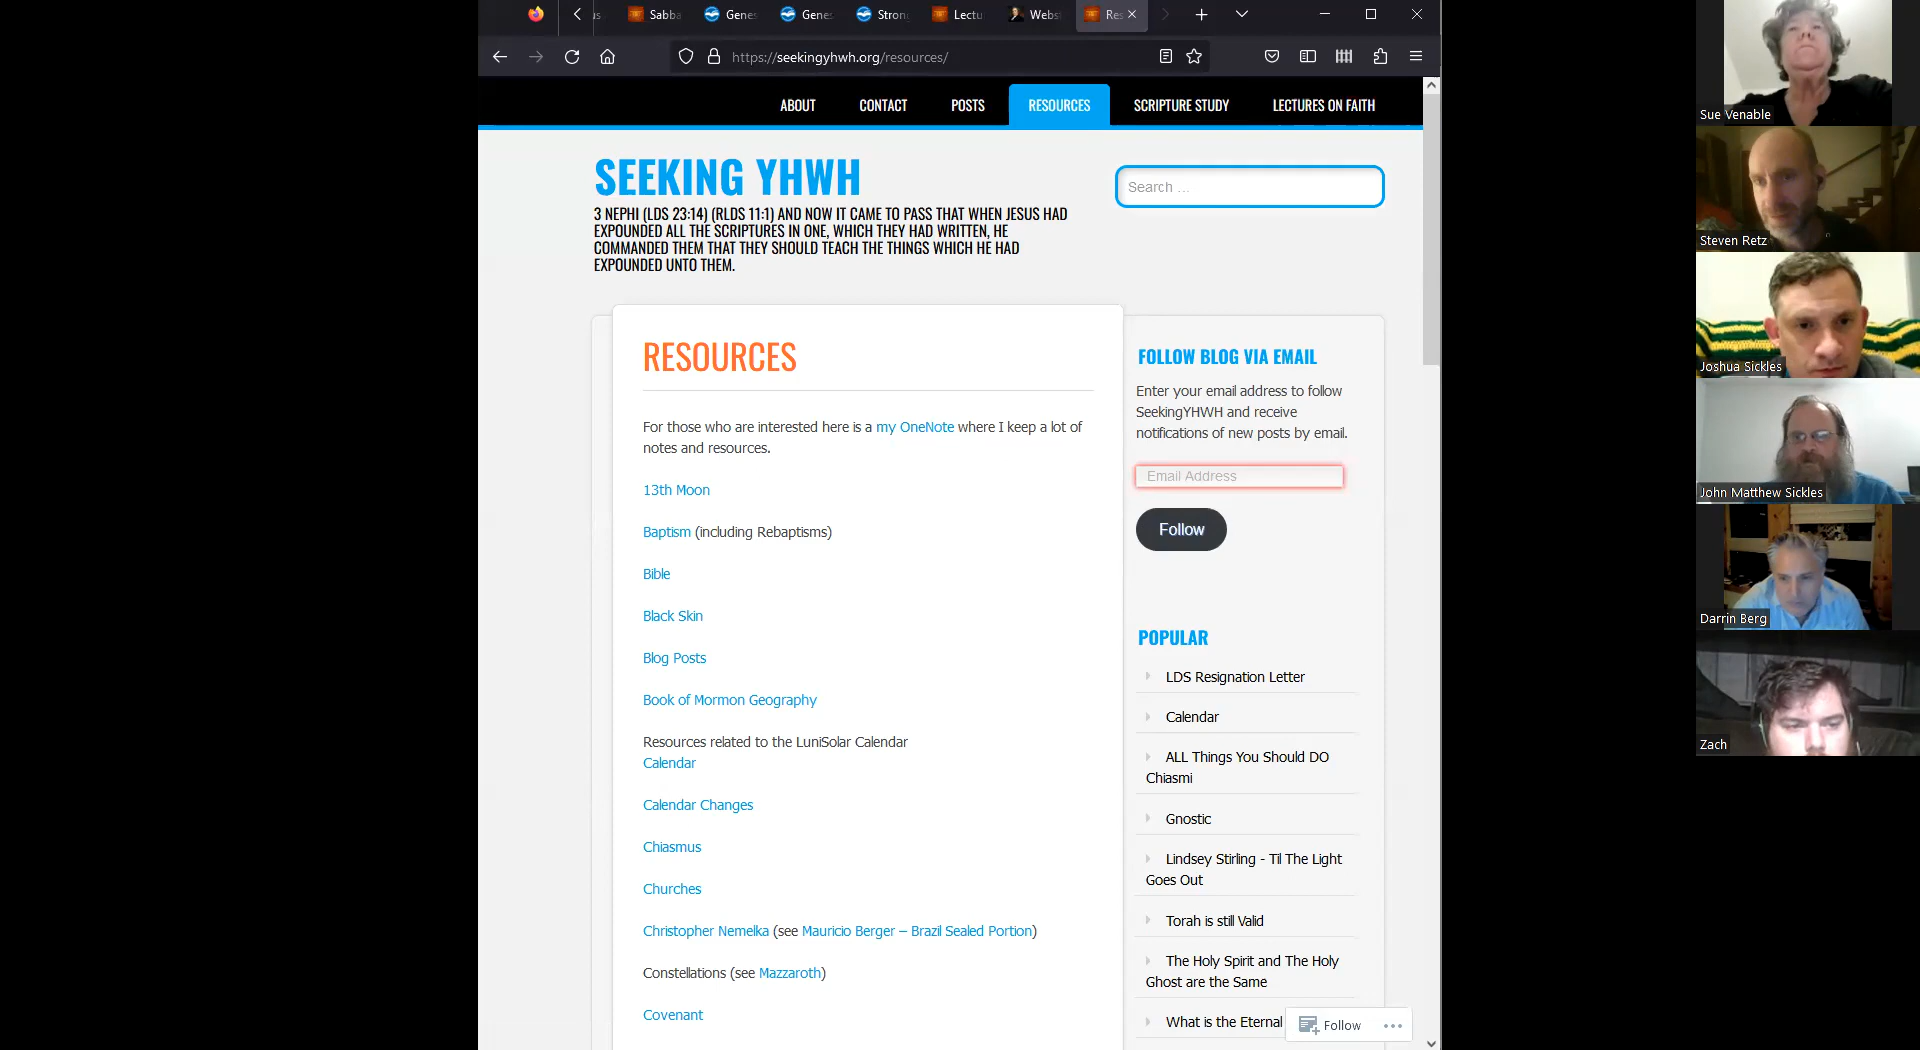 Sabba
Genes
Genes
Strong
Lectu
Webst
Res
https://seekingyhwh.org/resources/
ABOUT
CONTACT
POSTS
RESOURCES
SCRIPTURE STUDY
LECTURES ON FAITH
SEEKING YHWH
3 NEPHI (LDS 23:14) (RLDS 11:1) AND NOW IT CAME TO PASS THAT WHEN JESUS HAD
EXPOUNDED ALL THE SCRIPTURES IN ONE, WHICH THEY HAD WRITTEN, HE
COMMANDED THEM THAT THEY SHOULD TEACH THE THINGS WHICH HE HAD
EXPOUNDED UNTO THEM.
Search …
RESOURCES
For those who are interested here is a my OneNote where I keep a lot of
notes and resources.
13th Moon
Baptism (including Rebaptisms)
Bible
Black Skin
Blog Posts
Book of Mormon Geography
Resources related to the LuniSolar Calendar
Calendar
Calendar Changes
Chiasmus
Churches
Christopher Nemelka (see Mauricio Berger – Brazil Sealed Portion)
Constellations (see Mazzaroth)
Covenant
FOLLOW BLOG VIA EMAIL
Enter your email address to follow
SeekingYHWH and receive
notifications of new posts by email.
Email Address
Follow
POPULAR
LDS Resignation Letter
Calendar
ALL Things You Should DO
Chiasmi
Gnostic
Lindsey Stirling - Til The Light
Goes Out
Torah is still Valid
The Holy Spirit and The Holy
Ghost are the Same
What is the Eternal
Follow
Sue Venable
Steven Retz
Joshua Sickles
John Matthew Sickles
Darrin Berg
Zach